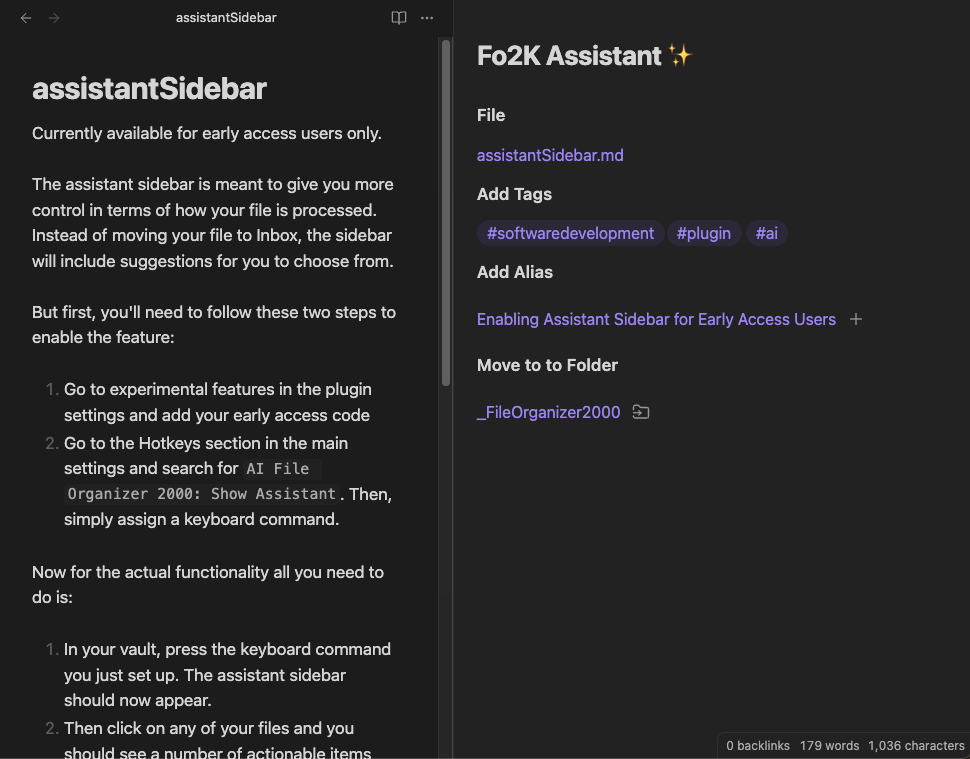 assistantSidebar
assistantSidebar
Currently available for early access users only.
The assistant sidebar is meant to give you more
control in terms of how your file is processed.
Instead of moving your file to Inbox, the sidebar
will include suggestions for you to choose from.
But first, you'll need to follow these two steps to
enable the feature:
1. Go to experimental features in the plugin
settings and add your early access code
2. Go to the Hotkeys section in the main
settings and search for AI File
Organizer 2000: Show Assistant. Then,
simply assign a keyboard command.
Now for the actual functionality all you need to
do is:
1. In your vault, press the keyboard command
you just set up. The assistant sidebar
should now appear.
2. Then click on any of your files and you
should see a number of actionable items
Fo2K Assistant ✨
File
assistantSidebar.md
Add Tags
#softwaredevelopment #plugin #ai
Add Alias
Enabling Assistant Sidebar for Early Access Users
Move to to Folder
_FileOrganizer2000
0 backlinks 179 words 1,036 characters